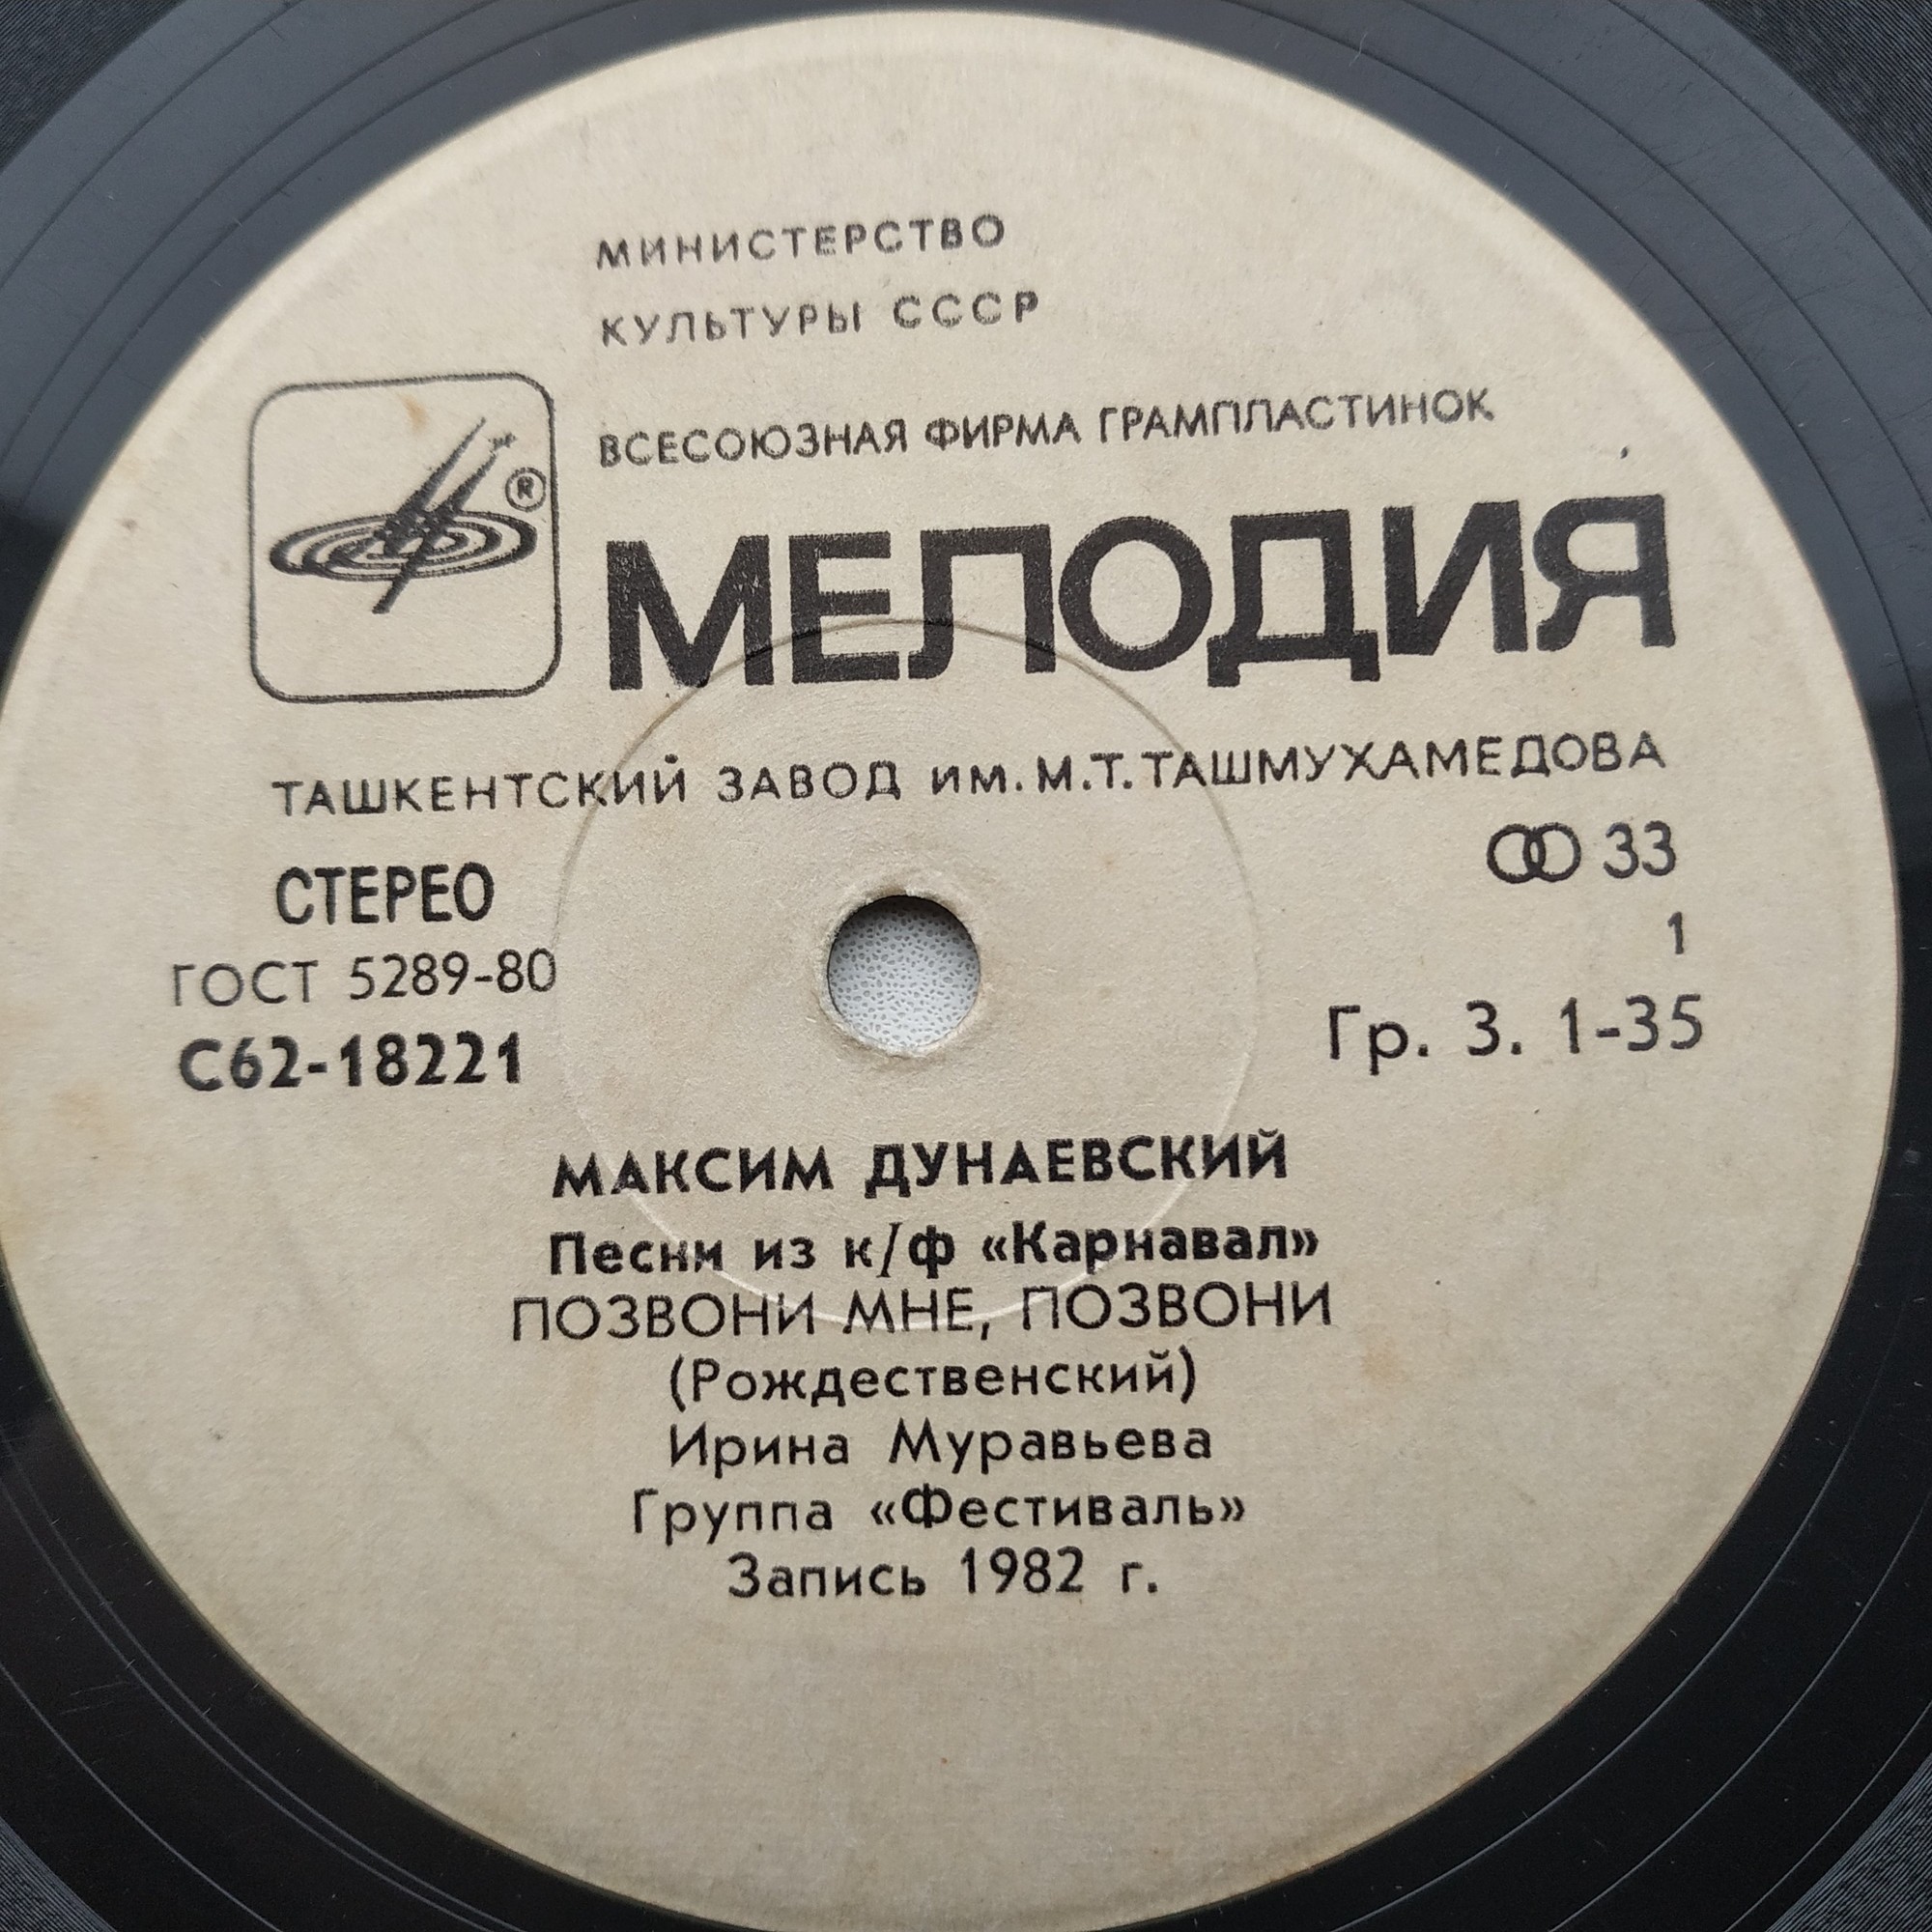 МИНИСТЕРСТВО
КУЛЬТУРЫ СССР
ВСЕСОЮЗНАЯ ФИРМА ГРАМПЛАСТИНОК
®
МЕЛОДИЯ
ТАШКЕНТСКИЙ ЗАВОД ИМ. М.Т. ТАШМУХАМЕДОВА
СТЕРЕО
33
ГОСТ 5289-80
1
С62-18221
Гр. 3. 1-35
МАКСИМ ДУНАЕВСКИЙ
Песни из к/ф «Карнавал»
ПОЗВОНИ МНЕ, ПОЗВОНИ
(Рождественский)
Ирина Муравьева
Группа «Фестиваль»
Запись 1982 г.